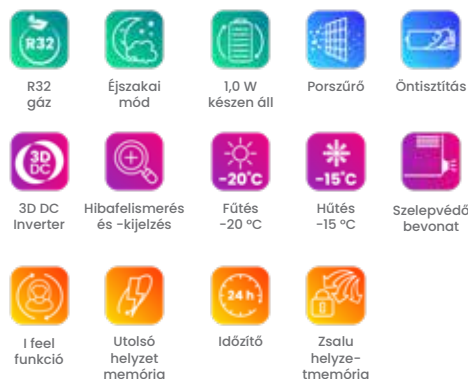 R32
R32
gáz
Éjszakai
mód
1,0 W
készen áll
Porszűrő
Öntisztítás
3D
DC
3D DC
Inverter
Hibafelismerés
és -kijelzés
-20°C
Fűtés
-20 °C
-15°C
Hűtés
-15 °C
Szelepvédő
bevonat
I feel
funkció
Utolsó
helyzet
memória
24 h
Időzítő
Zsalu
helyze-
tmemória